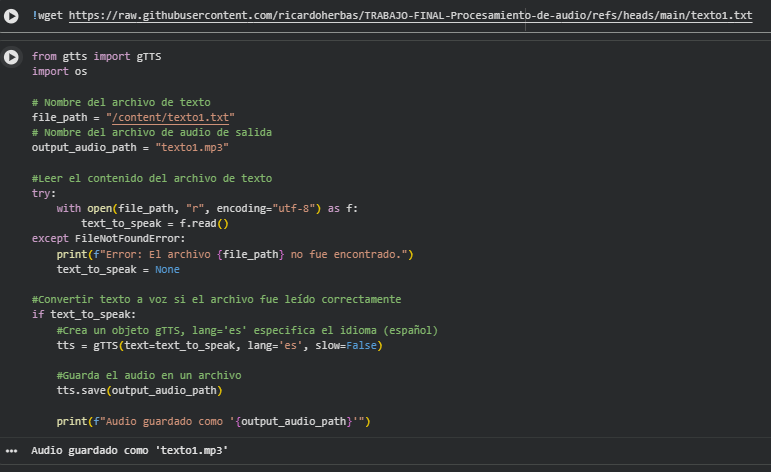 !wget https://raw.githubusercontent.com/ricardoherbas/TRABAJO-FINAL-Procesamiento-de-audio/refs/heads/main/texto1.txt
from gtts import gTTS
import os
# Nombre del archivo de texto
file_path = "/content/texto1.txt"
# Nombre del archivo de audio de salida
output_audio_path = "texto1.mp3"
#Leer el contenido del archivo de texto
try:
    with open(file_path, "r", encoding="utf-8") as f:
        text_to_speak = f.read()
except FileNotFoundError:
    print(f"Error: El archivo {file_path} no fue encontrado.")
    text_to_speak = None
#Convertir texto a voz si el archivo fue leído correctamente
if text_to_speak:
    #Crea un objeto gTTS, lang='es' especifica el idioma (español)
    tts = gTTS(text=text_to_speak, lang='es', slow=False)
    #Guarda el audio en un archivo
    tts.save(output_audio_path)
    print(f"Audio guardado como '{output_audio_path}'")
Audio guardado como 'texto1.mp3'